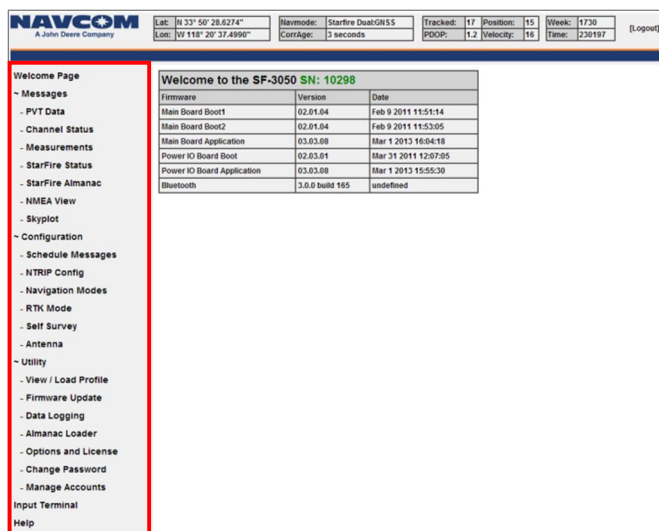 NAVCOM
A John Deere Company
Lat: N 33° 50' 28.6274"
Lon: W 118° 20' 37.4990"
Navmode: Starfire Dual:GNSS
CorrAge: 3 seconds
Tracked: 17 Position: 15
PDOP: 1.2 Velocity: 16
Week: 1730
Time: 230197
[Logout]
Welcome Page
~ Messages
- PVT Data
- Channel Status
- Measurements
- StarFire Status
- StarFire Almanac
- NMEA View
- Skyplot
~ Configuration
- Schedule Messages
- NTRIP Config
- Navigation Modes
- RTK Mode
- Self Survey
- Antenna
~ Utility
- View / Load Profile
- Firmware Update
- Data Logging
- Almanac Loader
- Options and License
- Change Password
- Manage Accounts
Input Terminal
Help
Welcome to the SF-3050 SN: 10298
Firmware Version Date
Main Board Boot1 02.01.04 Feb 9 2011 11:51:14
Main Board Boot2 02.01.04 Feb 9 2011 11:53:05
Main Board Application 03.03.08 Mar 1 2013 16:04:18
Power IO Board Boot 02.03.01 Mar 31 2011 12:07:05
Power IO Board Application 03.03.08 Mar 1 2013 15:55:30
Bluetooth 3.0.0 build 165 undefined